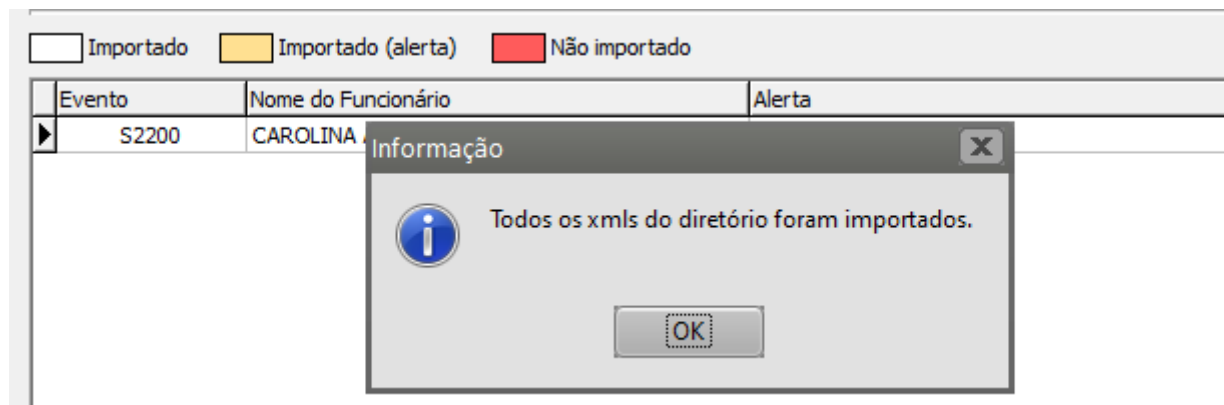 Importado Importado (alerta) Não importado
Evento Nome do Funcionário Alerta
S2200 CAROLINA
Informação
Todos os xmls do diretório foram importados.
OK